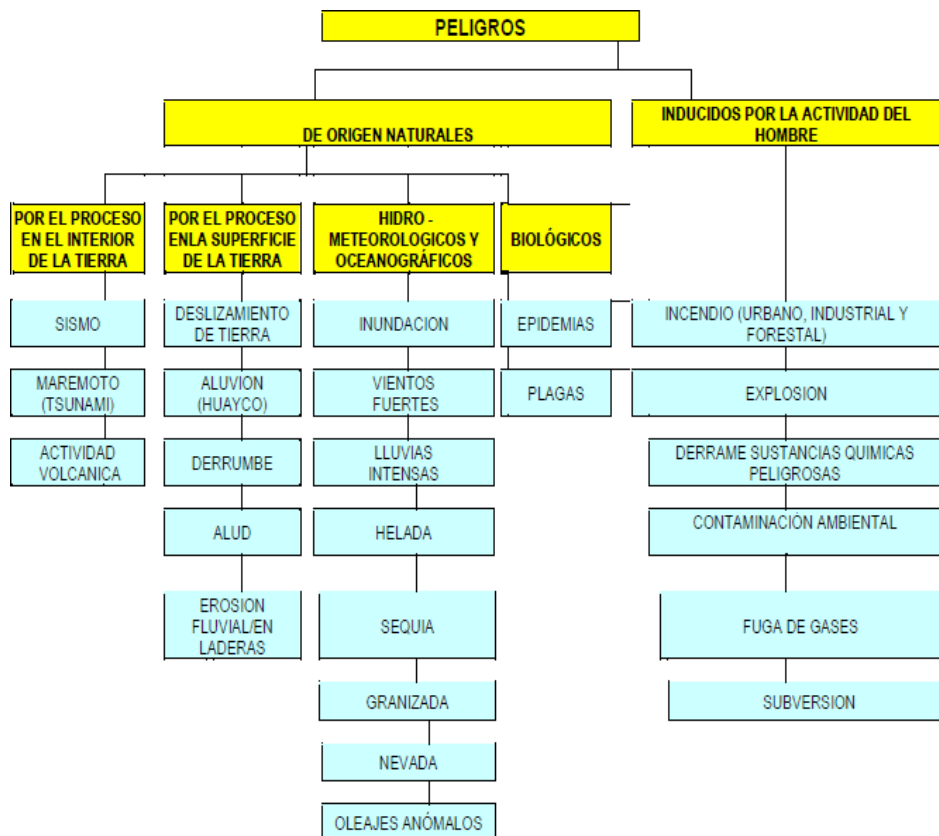 PELIGROS
DE ORIGEN NATURALES
INDUCIDOS POR LA ACTIVIDAD DEL
HOMBRE
POR EL PROCESO
EN EL INTERIOR
DE LA TIERRA
POR EL PROCESO
ENLA SUPERFICIE
DE LA TIERRA
HIDRO -
METEOROLOGICOS Y
OCEANOGRÁFICOS
BIOLÓGICOS
SISMO
MAREMOTO
(TSUNAMI)
ACTIVIDAD
VOLCANICA
DESLIZAMIENTO
DE TIERRA
ALUVION
(HUAYCO)
DERRUMBE
ALUD
EROSION
FLUVIAL/EN
LADERAS
INUNDACION
VIENTOS
FUERTES
LLUVIAS
INTENSAS
HELADA
SEQUIA
GRANIZADA
NEVADA
OLEAJES ANÓMALOS
EPIDEMIAS
PLAGAS
INCENDIO (URBANO, INDUSTRIAL Y
FORESTAL)
EXPLOSION
DERRAME SUSTANCIAS QUIMICAS
PELIGROSAS
CONTAMINACIÓN AMBIENTAL
FUGA DE GASES
SUBVERSION